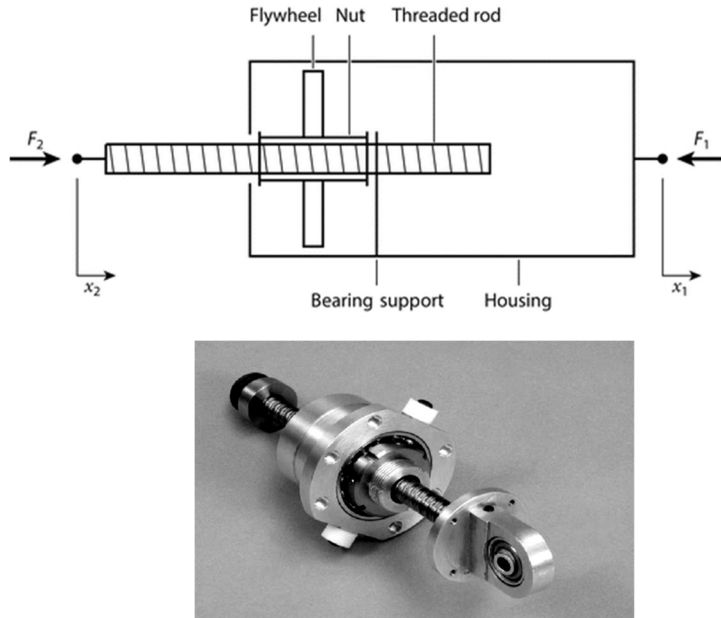 Flywheel Nut Threaded rod
F₂ F₁
x₂ x₁
Bearing support Housing